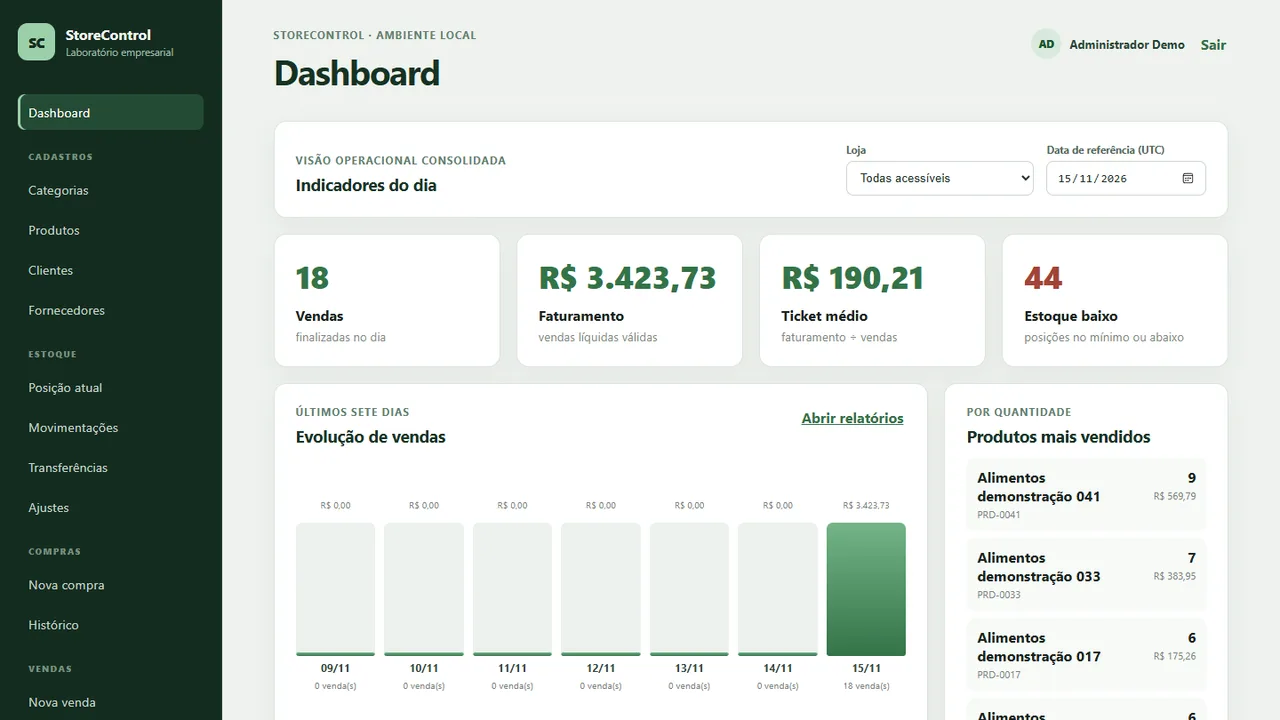 SC
StoreControl
Laboratório empresarial
Dashboard
CADASTROS
Categorias
Produtos
Clientes
Fornecedores
ESTOQUE
Posição atual
Movimentações
Transferências
Ajustes
COMPRAS
Nova compra
Histórico
VENDAS
Nova venda
STORECONTROL · AMBIENTE LOCAL
Dashboard
AD
Administrador Demo
Sair
VISÃO OPERACIONAL CONSOLIDADA
Indicadores do dia
Loja
Todas acessíveis
Data de referência (UTC)
15/11/2026
18
Vendas
finalizadas no dia
R$ 3.423,73
Faturamento
vendas líquidas válidas
R$ 190,21
Ticket médio
faturamento ÷ vendas
44
Estoque baixo
posições no mínimo ou abaixo
ÚLTIMOS SETE DIAS
Evolução de vendas
Abrir relatórios
R$ 0,00 R$ 0,00 R$ 0,00 R$ 0,00 R$ 0,00 R$ 0,00 R$ 3.423,73
09/11 10/11 11/11 12/11 13/11 14/11 15/11
0 venda(s) 0 venda(s) 0 venda(s) 0 venda(s) 0 venda(s) 0 venda(s) 18 venda(s)
POR QUANTIDADE
Produtos mais vendidos
Alimentos 9
demonstração 041 R$ 569,79
PRD-0041
Alimentos 7
demonstração 033 R$ 383,95
PRD-0033
Alimentos 6
demonstração 017 R$ 175,26
PRD-0017
Alimentos 6